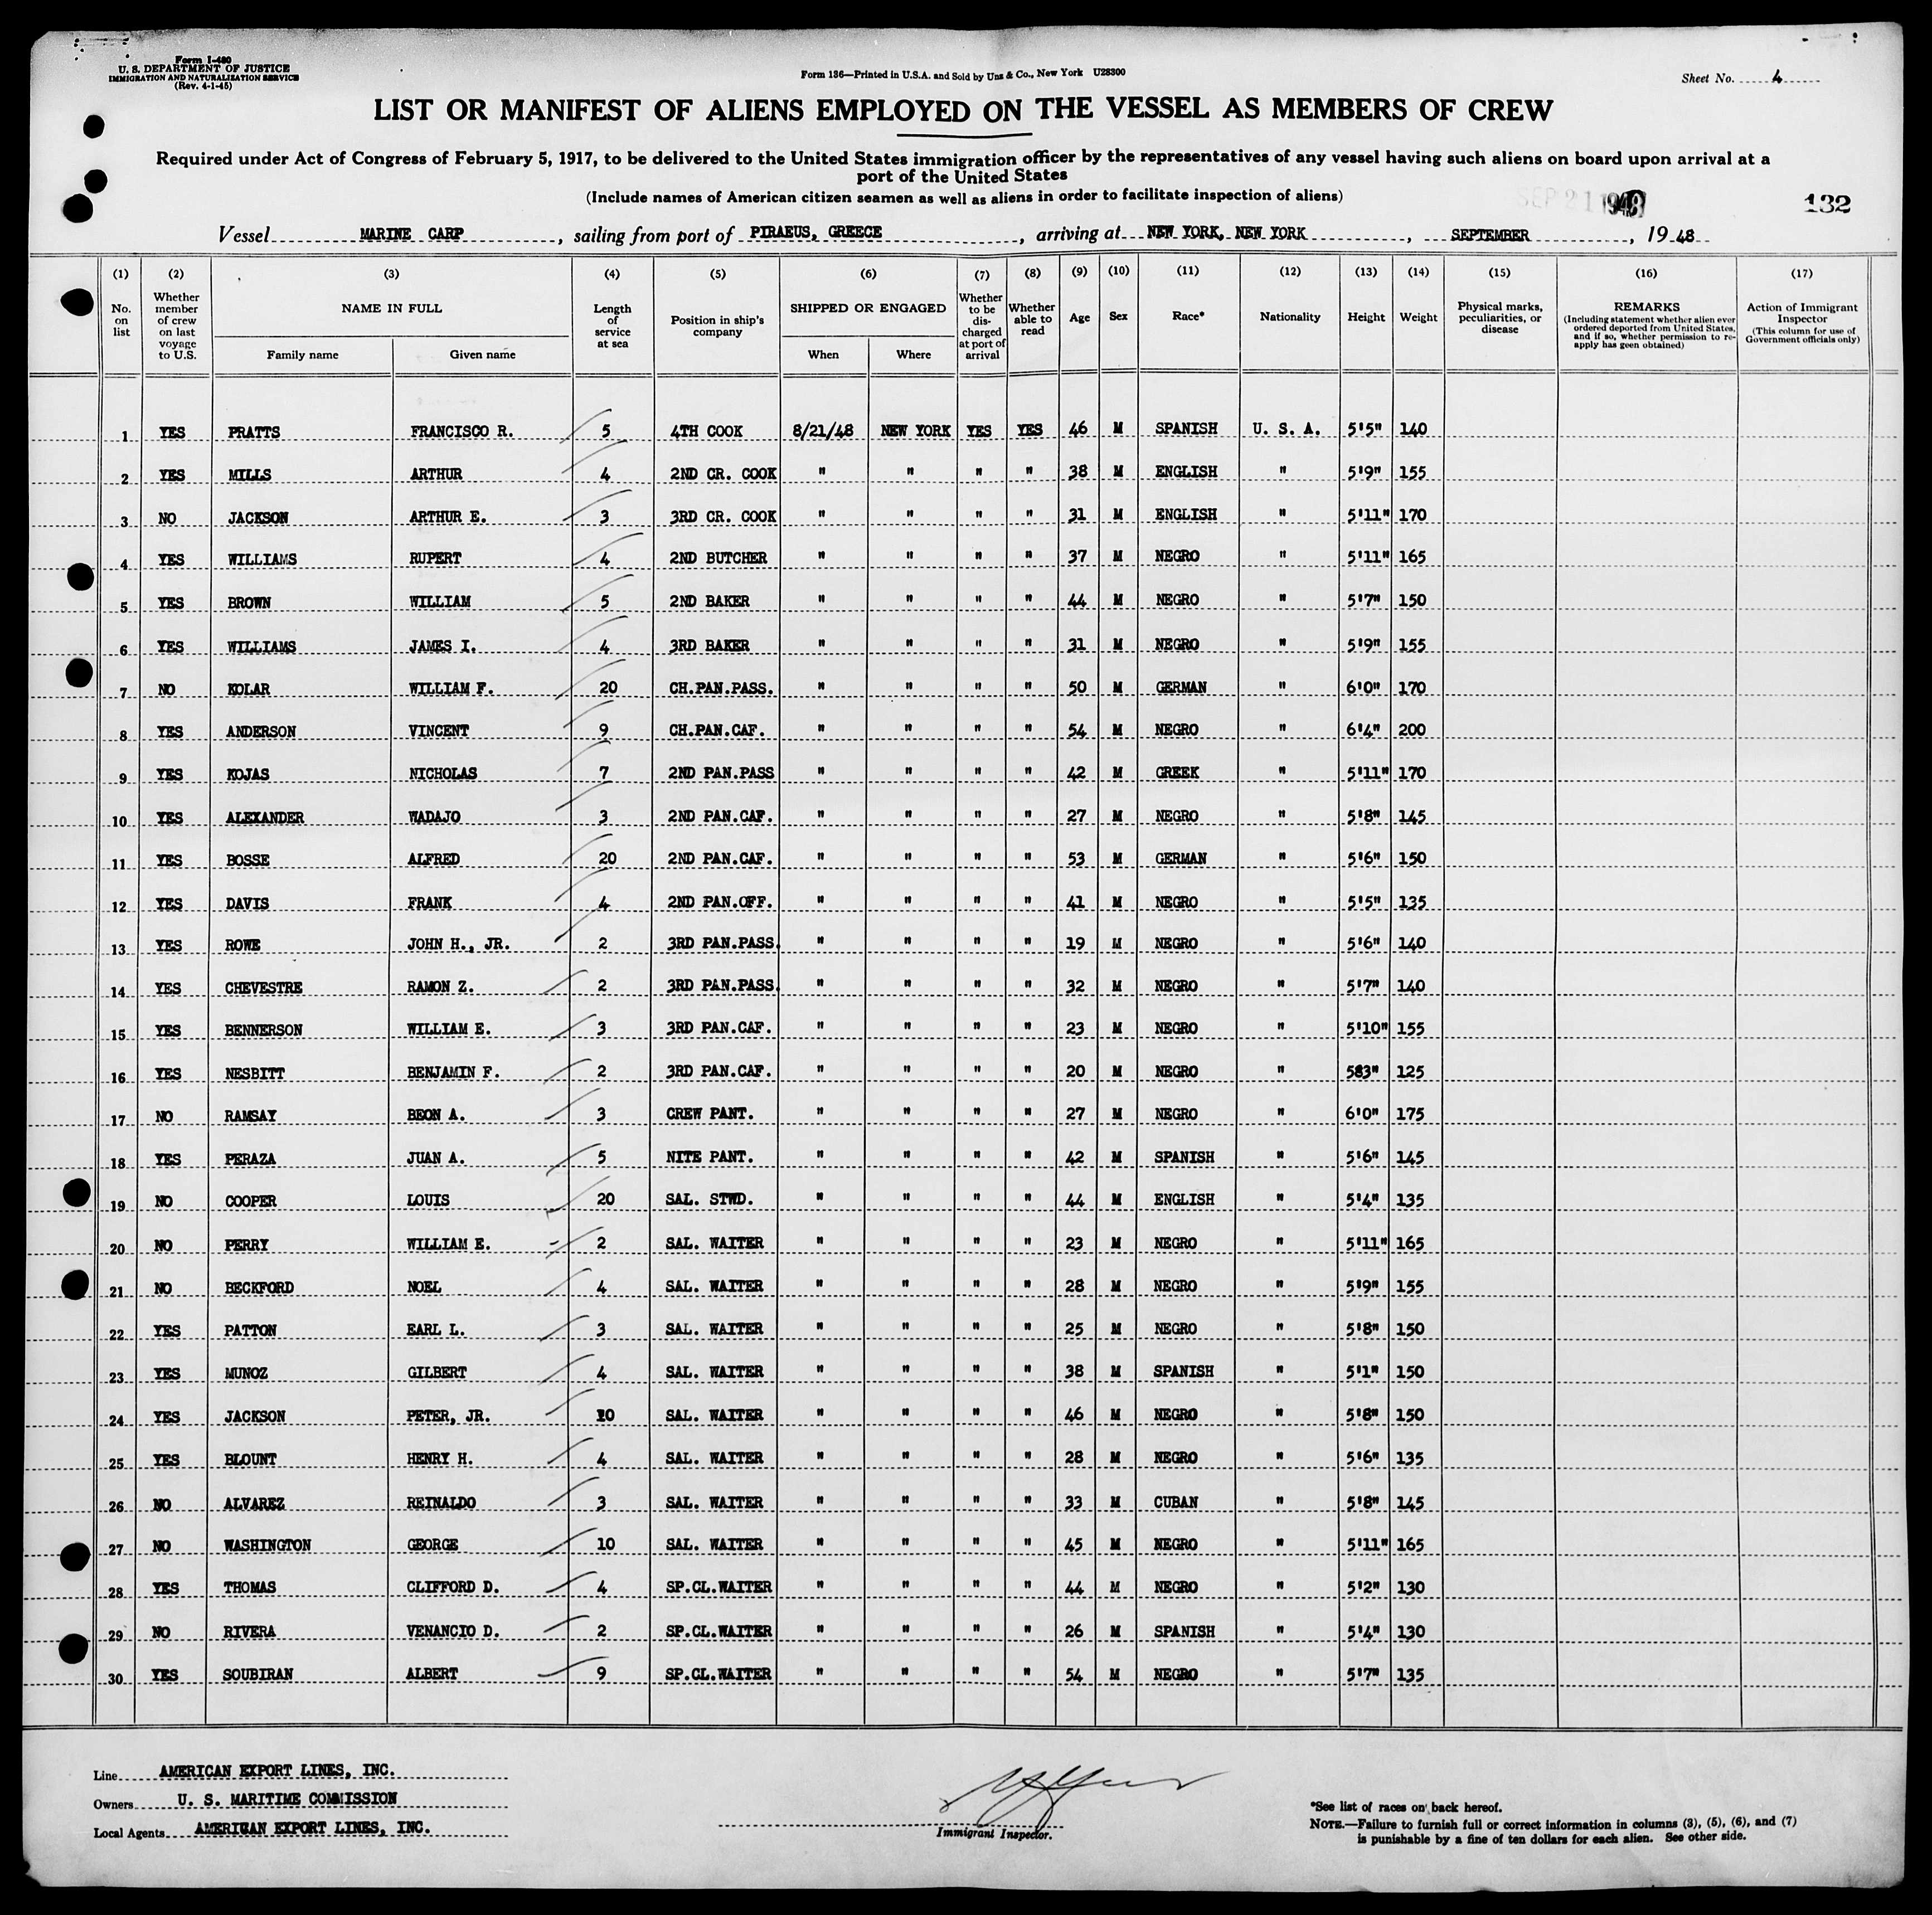 Form I-480
U. S. DEPARTMENT OF JUSTICE
IMMIGRATION AND NATURALIZATION SERVICE
(Rev. 4-1-45)
Form 136—Printed in U.S.A. and Sold by Unz & Co., New York U28300
Sheet No. 4
LIST OR MANIFEST OF ALIENS EMPLOYED ON THE VESSEL AS MEMBERS OF CREW
Required under Act of Congress of February 5, 1917, to be delivered to the United States immigration officer by the representatives of any vessel having such aliens on board upon arrival at a
port of the United States
(Include names of American citizen seamen as well as aliens in order to facilitate inspection of aliens)
SEP 21 1948
132
Vessel MARINE CARP, sailing from port of PIRAEUS, GREECE, arriving at NEW YORK, NEW YORK, SEPTEMBER, 19 48
(1) (2) (3) (4) (5) (6) (7) (8) (9) (10) (11) (12) (13) (14) (15) (16) (17)
No. on list
Whether member of crew on last voyage to U.S.
NAME IN FULL
Family name
Given name
Length of service at sea
Position in ship's company
SHIPPED OR ENGAGED
When
Where
Whether to be discharged at port of arrival
Whether able to read
Age
Sex
Race*
Nationality
Height
Weight
Physical marks, peculiarities, or disease
REMARKS
(Including statement whether alien ever ordered deported from United States, and if so, whether permission to re-apply has geen obtained)
Action of Immigrant Inspector
(This column for use of Government officials only)
1 YES PRATTS FRANCISCO R. 5 4TH COOK 8/21/48 NEW YORK YES YES 46 M SPANISH U. S. A. 5'5" 140
2 YES MILLS ARTHUR 4 2ND CR. COOK " " " " 38 M ENGLISH " 5'9" 155
3 NO JACKSON ARTHUR E. 3 3RD CR. COOK " " " " 31 M ENGLISH " 5'11" 170
4 YES WILLIAMS RUPERT 4 2ND BUTCHER " " " " 37 M NEGRO " 5'11" 165
5 YES BROWN WILLIAM 5 2ND BAKER " " " " 44 M NEGRO " 5'7" 150
6 YES WILLIAMS JAMES I. 4 3RD BAKER " " " " 31 M NEGRO " 5'9" 155
7 NO KOLAR WILLIAM F. 20 CH.PAN.PASS. " " " " 50 M GERMAN " 6'0" 170
8 YES ANDERSON VINCENT 9 CH.PAN.CAF. " " " " 54 M NEGRO " 6'4" 200
9 YES KOJAS NICHOLAS 7 2ND PAN.PASS " " " " 42 M GREEK " 5'11" 170
10 YES ALEXANDER WADAJO 3 2ND PAN.CAF. " " " " 27 M NEGRO " 5'8" 145
11 YES BOSSE ALFRED 20 2ND PAN.CAF. " " " " 53 M GERMAN " 5'6" 150
12 YES DAVIS FRANK 4 2ND PAN.OFF. " " " " 41 M NEGRO " 5'5" 135
13 YES ROWE JOHN H., JR. 2 3RD PAN.PASS. " " " " 19 M NEGRO " 5'6" 140
14 YES CHEVESTRE RAMON Z. 2 3RD PAN.PASS. " " " " 32 M NEGRO " 5'7" 140
15 YES BENNERSON WILLIAM E. 3 3RD PAN.CAF. " " " " 23 M NEGRO " 5'10" 155
16 YES NESBITT BENJAMIN F. 2 3RD PAN.CAF. " " " " 20 M NEGRO " 583" 125
17 NO RAMSAY BEON A. 3 CREW PANT. " " " " 27 M NEGRO " 6'0" 175
18 YES PERAZA JUAN A. 5 NITE PANT. " " " " 42 M SPANISH " 5'6" 145
19 NO COOPER LOUIS 20 SAL. STWD. " " " " 44 M ENGLISH " 5'4" 135
20 NO PERRY WILLIAM E. 2 SAL. WAITER " " " " 23 M NEGRO " 5'11" 165
21 NO BECKFORD NOEL 4 SAL. WAITER " " " " 28 M NEGRO " 5'9" 155
22 YES PATTON EARL L. 3 SAL. WAITER " " " " 25 M NEGRO " 5'8" 150
23 YES MUNOZ GILBERT 4 SAL. WAITER " " " " 38 M SPANISH " 5'1" 150
24 YES JACKSON PETER, JR. 10 SAL. WAITER " " " " 46 M NEGRO " 5'8" 150
25 YES BLOUNT HENRY H. 4 SAL. WAITER " " " " 28 M NEGRO " 5'6" 135
26 NO ALVAREZ REINALDO 3 SAL. WAITER " " " " 33 M CUBAN " 5'8" 145
27 NO WASHINGTON GEORGE 10 SAL. WAITER " " " " 45 M NEGRO " 5'11" 165
28 YES THOMAS CLIFFORD D. 4 SP.CL.WAITER " " " " 44 M NEGRO " 5'2" 130
29 NO RIVERA VENANCIO D. 2 SP.CL.WAITER " " " " 26 M SPANISH " 5'4" 130
30 YES SOUBIRAN ALBERT 9 SP.CL.WAITER " " " " 54 M NEGRO " 5'7" 135
Line AMERICAN EXPORT LINES, INC.
Owners U. S. MARITIME COMMISSION
Local Agents AMERICAN EXPORT LINES, INC.
Immigrant Inspector.
*See list of races on back hereof.
NOTE.—Failure to furnish full or correct information in columns (3), (5), (6), and (7)
is punishable by a fine of ten dollars for each alien. See other side.